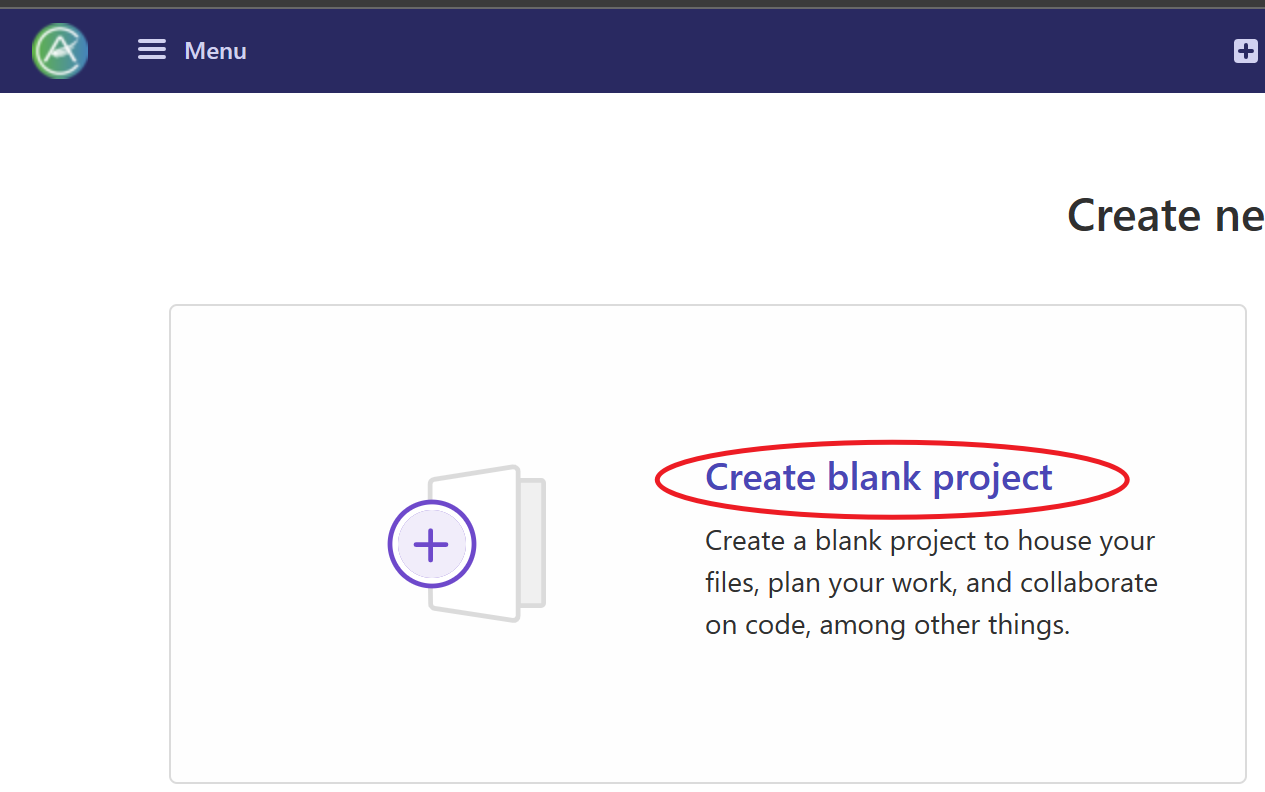 Menu
Create ne
Create blank project
Create a blank project to house your
files, plan your work, and collaborate
on code, among other things.